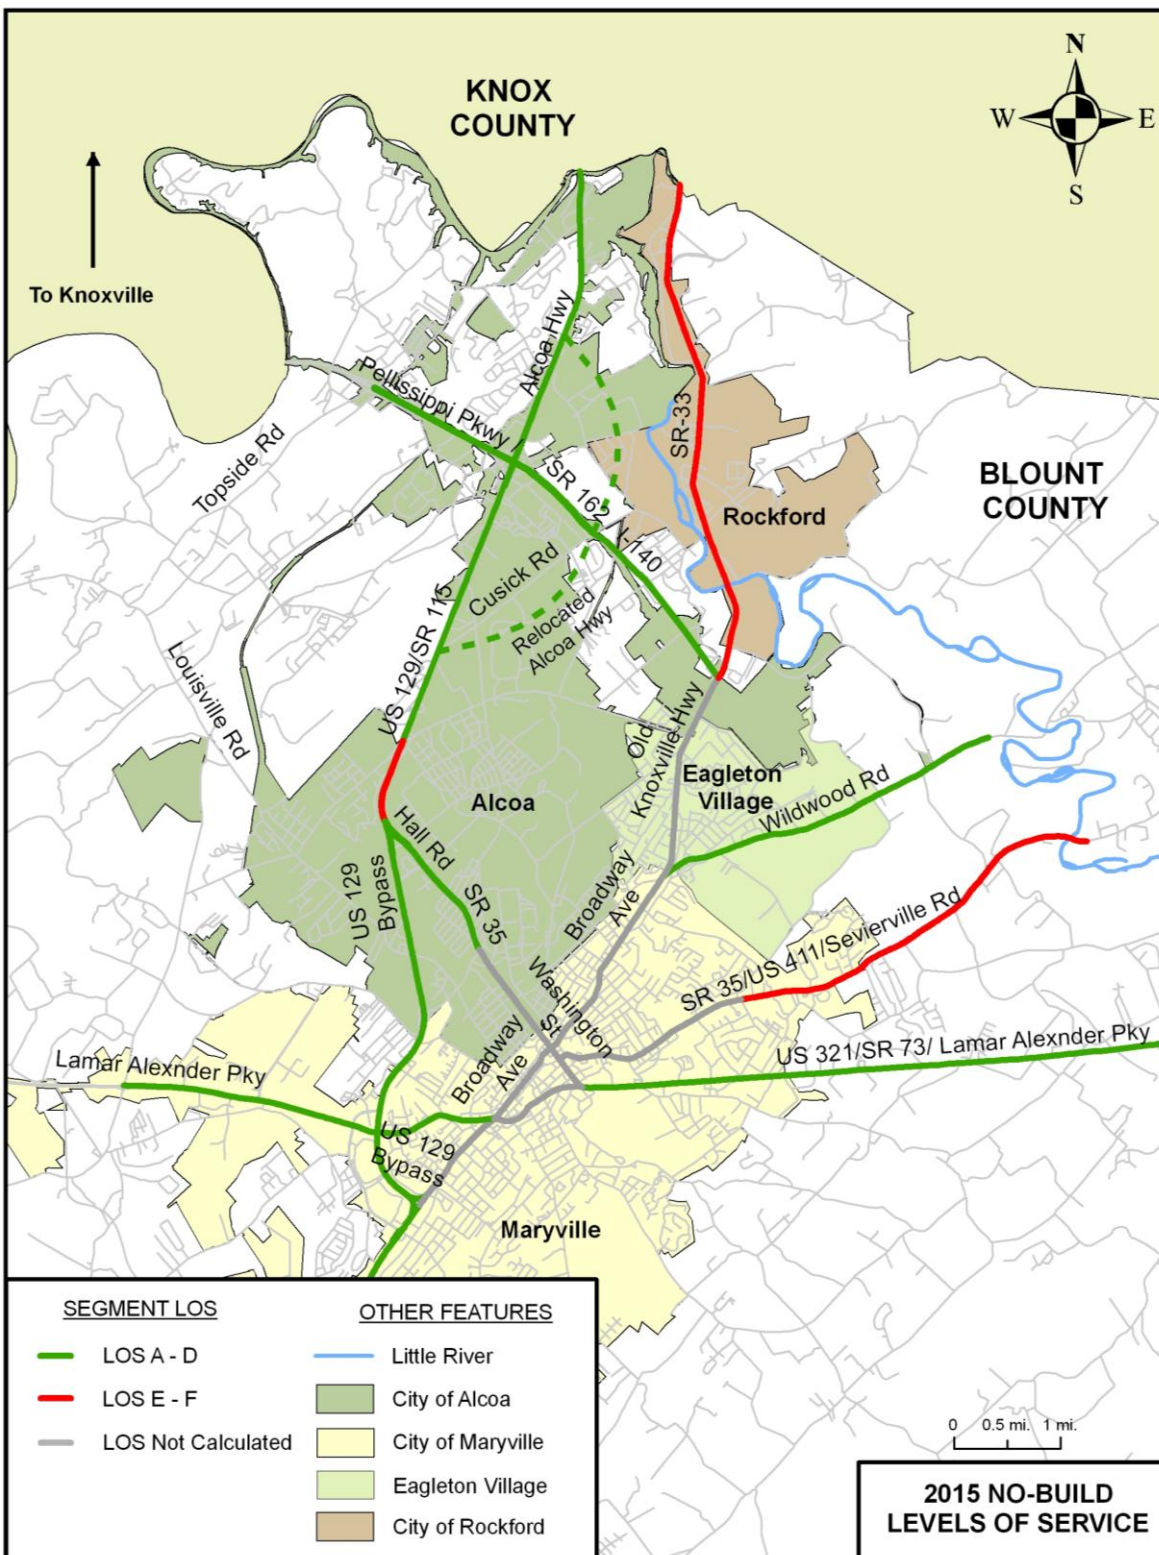 KNOX
COUNTY
N
W
E
S
To Knoxville
Alcoa Hwy
Pellissippi Pkwy
SR-33
Topside Rd
SR 162
I-140
BLOUNT
COUNTY
Rockford
Cusick Rd
Relocated
Alcoa Hwy
US 129/SR 115
Louisville Rd
Old
Knoxville Hwy
Eagleton
Village
Alcoa
Wildwood Rd
Hall Rd
US 129
Bypass
SR 35
Broadway
Ave
SR 35/US 411/Sevierville Rd
Washington
St
Broadway
Ave
US 321/SR 73/ Lamar Alexnder Pky
Lamar Alexnder Pky
US 129
Bypass
Maryville
SEGMENT LOS
LOS A - D
LOS E - F
LOS Not Calculated
OTHER FEATURES
Little River
City of Alcoa
City of Maryville
Eagleton Village
City of Rockford
0 0.5 mi. 1 mi.
2015 NO-BUILD
LEVELS OF SERVICE